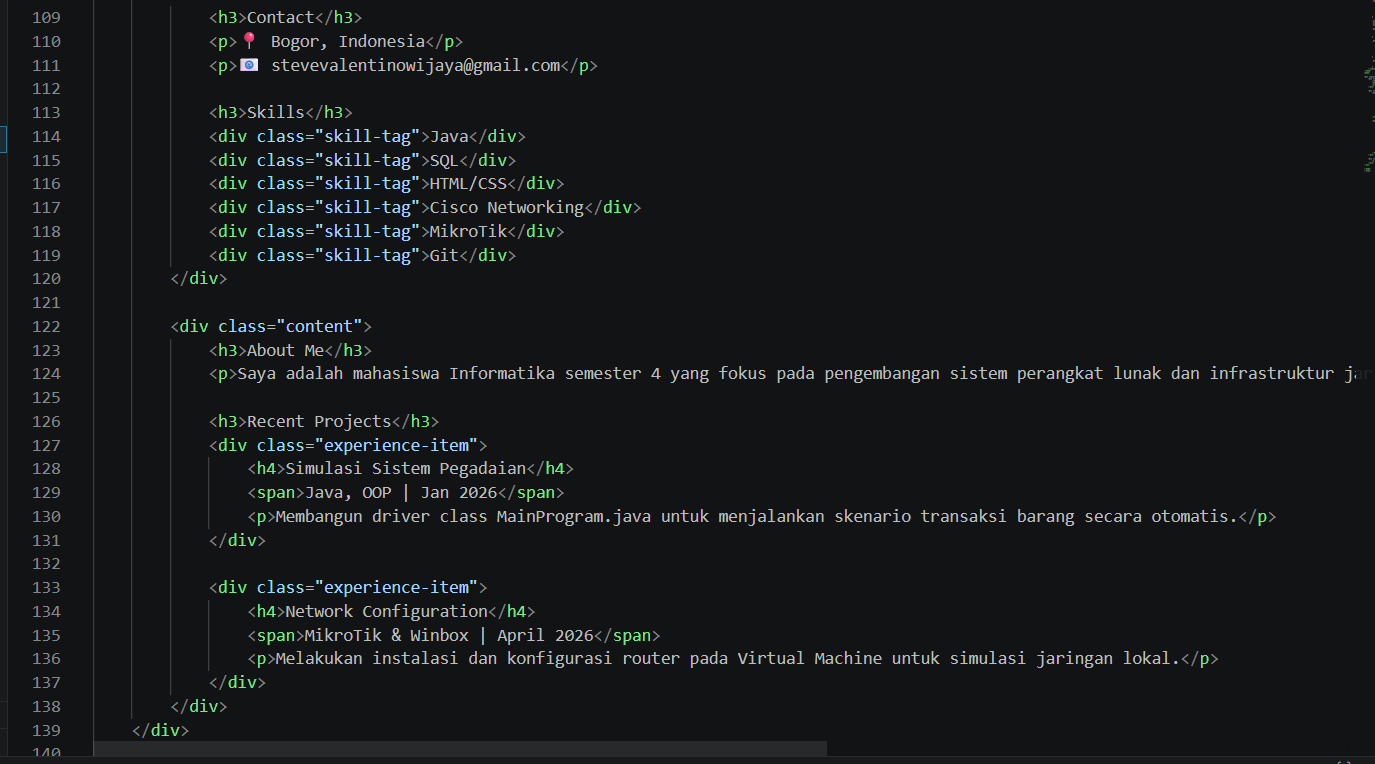 109 <h3>Contact</h3>
110 <p>📍 Bogor, Indonesia</p>
111 <p>📧 stevevalentinowijaya@gmail.com</p>
112
113 <h3>Skills</h3>
114 <div class="skill-tag">Java</div>
115 <div class="skill-tag">SQL</div>
116 <div class="skill-tag">HTML/CSS</div>
117 <div class="skill-tag">Cisco Networking</div>
118 <div class="skill-tag">MikroTik</div>
119 <div class="skill-tag">Git</div>
120 </div>
121
122 <div class="content">
123 <h3>About Me</h3>
124 <p>Saya adalah mahasiswa Informatika semester 4 yang fokus pada pengembangan sistem perangkat lunak dan infrastruktur jar
125
126 <h3>Recent Projects</h3>
127 <div class="experience-item">
128 <h4>Simulasi Sistem Pegadaian</h4>
129 <span>Java, OOP | Jan 2026</span>
130 <p>Membangun driver class MainProgram.java untuk menjalankan skenario transaksi barang secara otomatis.</p>
131 </div>
132
133 <div class="experience-item">
134 <h4>Network Configuration</h4>
135 <span>MikroTik & Winbox | April 2026</span>
136 <p>Melakukan instalasi dan konfigurasi router pada Virtual Machine untuk simulasi jaringan lokal.</p>
137 </div>
138 </div>
139 </div>
140